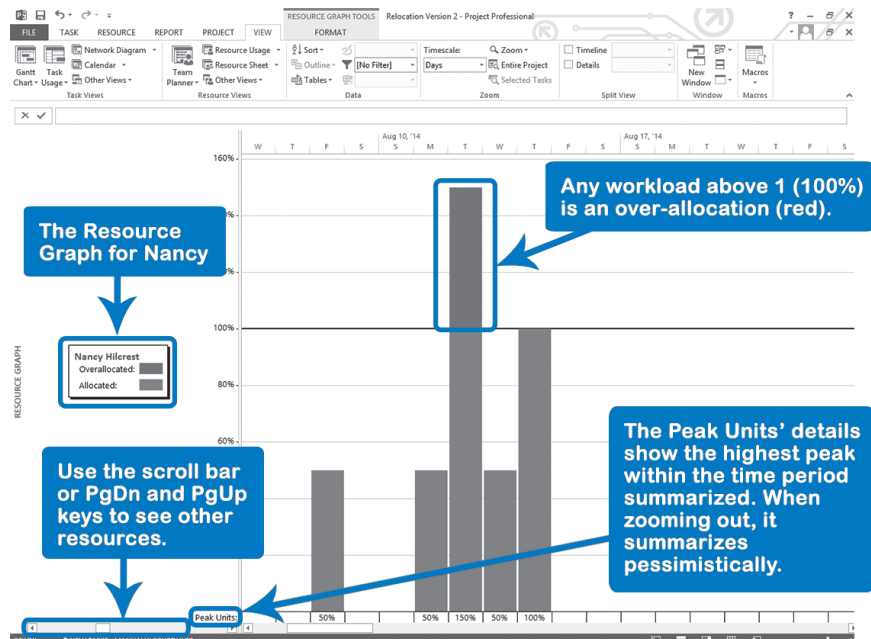 RESOURCE GRAPH TOOLS
Relocation Version 2 - Project Professional
?
FILE TASK RESOURCE REPORT PROJECT VIEW FORMAT
Gantt Chart
Task Usage
Network Diagram
Calendar
Other Views
Task Views
Team Planner
Resource Usage
Resource Sheet
Other Views
Resource Views
Sort
Outline
Tables
[No Filter]
Data
Timescale:
Days
Zoom
Entire Project
Selected Tasks
Zoom
Timeline
Details
Split View
New Window
Window
Macros
Macros
Aug 10, '14 Aug 17, '14
W T F S S M T W T F S S M T W T F S
160%
Any workload above 1 (100%)
is an over-allocation (red).
The Resource
Graph for Nancy
100%
Nancy Hilcrest
Overallocated:
Allocated:
RESOURCE GRAPH
80%
60%
Use the scroll bar
or PgDn and PgUp
keys to see other
resources.
The Peak Units' details
show the highest peak
within the time period
summarized. When
zooming out, it
summarizes
pessimistically.
Peak Units: 50% 50% 150% 50% 100%